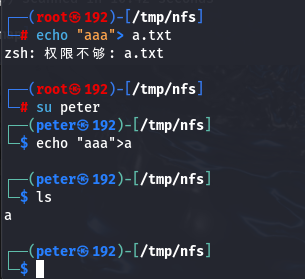 (root㉿192)-[/tmp/nfs]
# echo "aaa"> a.txt
zsh: 权限不够: a.txt
(root㉿192)-[/tmp/nfs]
# su peter
(peter㉿192)-[/tmp/nfs]
$ echo "aaa">a
(peter㉿192)-[/tmp/nfs]
$ ls
a
(peter㉿192)-[/tmp/nfs]
$